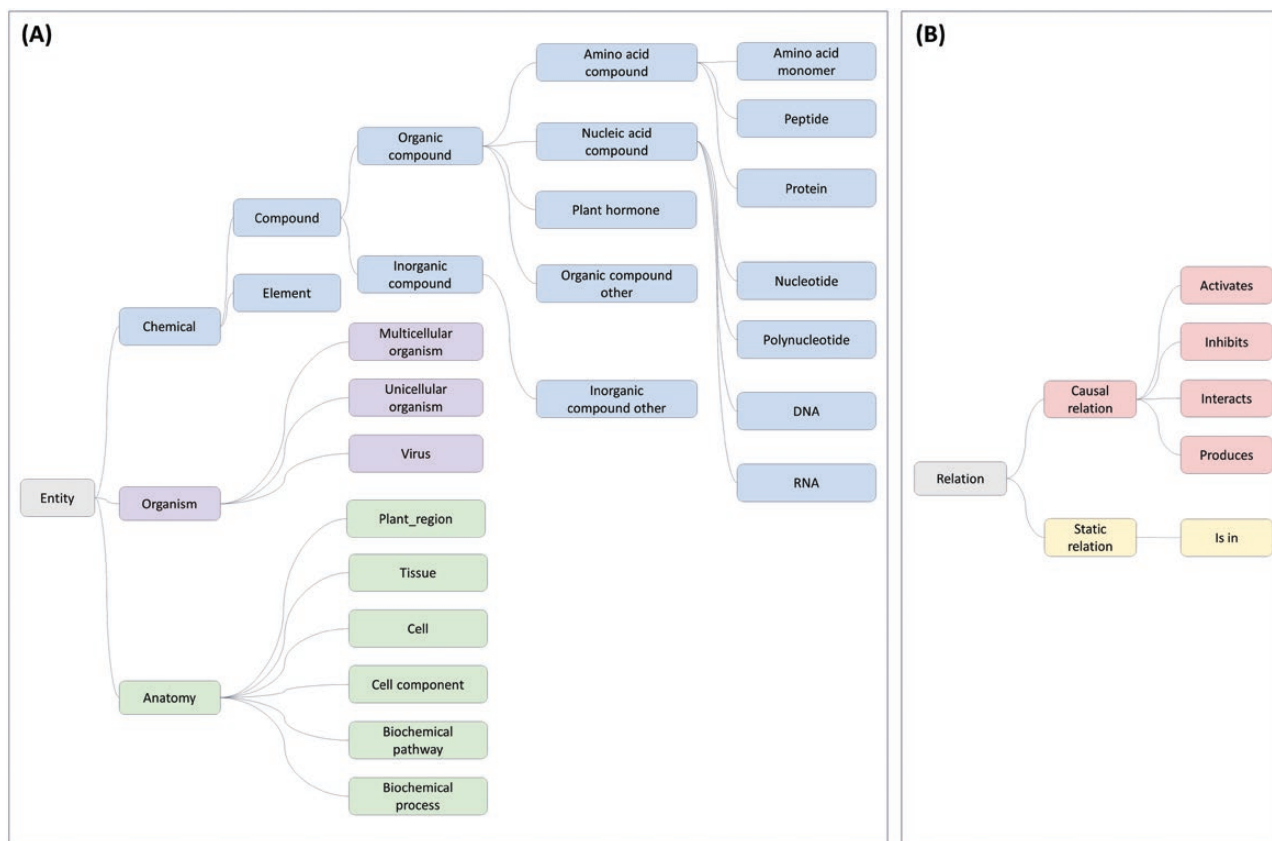 (A)
Entity
Chemical
Compound
Organic
compound
Amino acid
compound
Amino acid
monomer
Peptide
Protein
Nucleic acid
compound
Nucleotide
Polynucleotide
DNA
RNA
Plant hormone
Organic compound
other
Inorganic
compound
Inorganic
compound other
Element
Organism
Multicellular
organism
Unicellular
organism
Virus
Anatomy
Plant_region
Tissue
Cell
Cell component
Biochemical
pathway
Biochemical
process
(B)
Relation
Causal
relation
Activates
Inhibits
Interacts
Produces
Static
relation
Is in